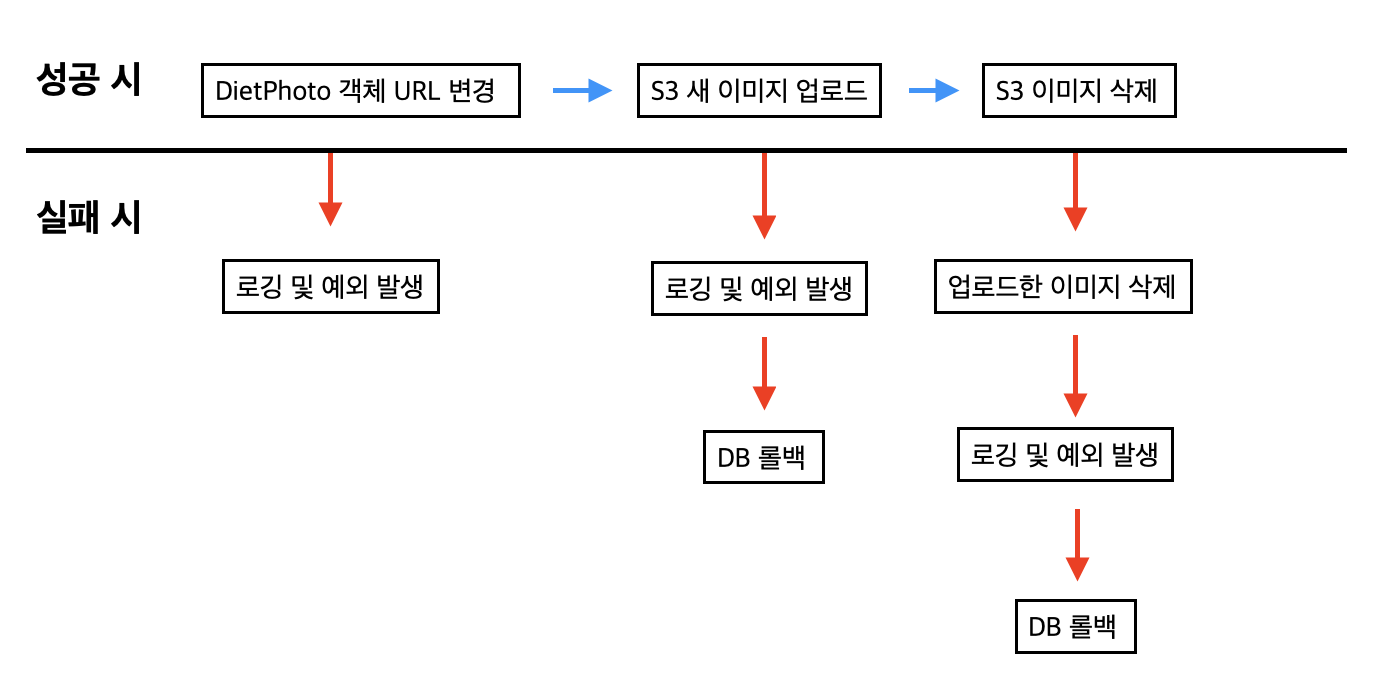 성공 시
DietPhoto 객체 URL 변경
S3 새 이미지 업로드
S3 이미지 삭제
실패 시
로깅 및 예외 발생
로깅 및 예외 발생
업로드한 이미지 삭제
DB 롤백
로깅 및 예외 발생
DB 롤백